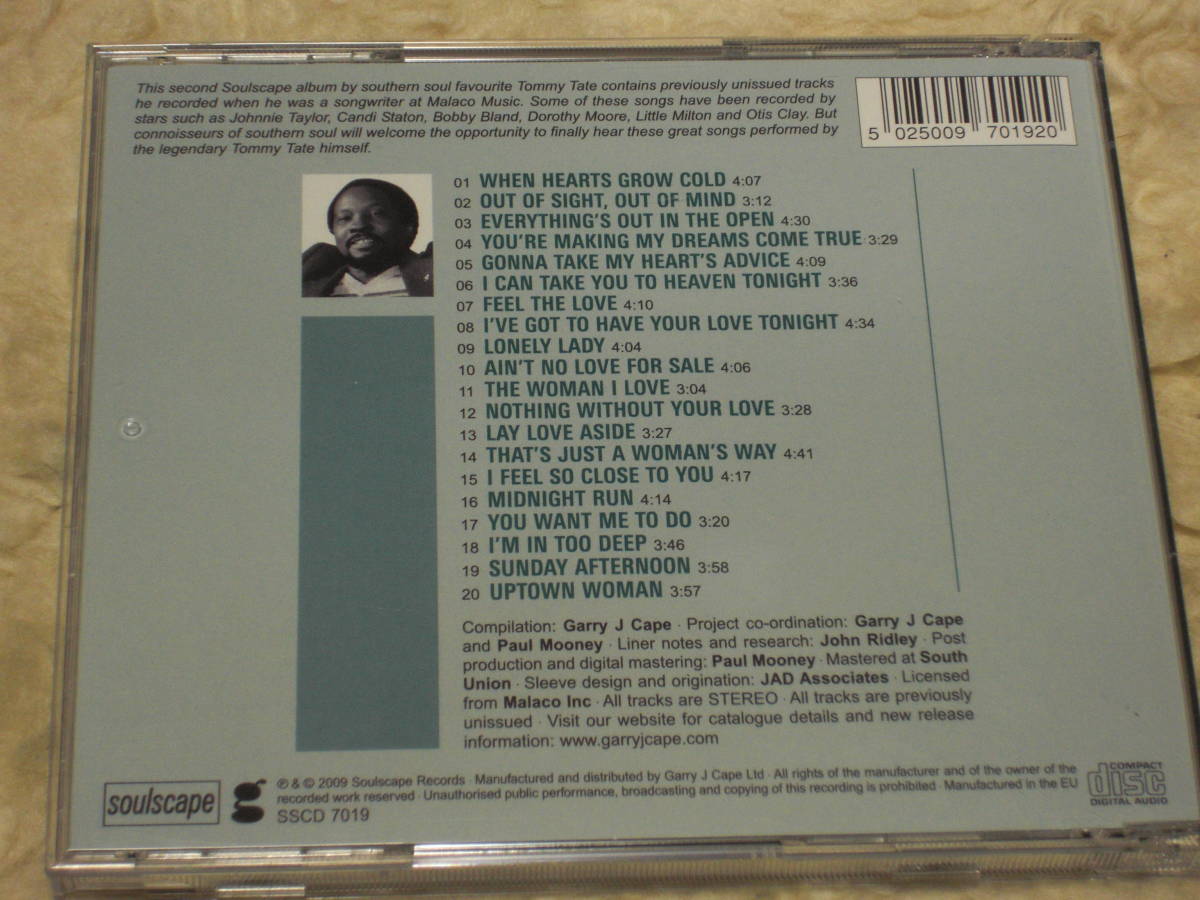 This second Soulscape album by southern soul favourite Tommy Tate contains previously unissued tracks
he recorded when he was a songwriter at Malaco Music. Some of these songs have been recorded by
stars such as Johnnie Taylor, Candi Staton, Bobby Bland, Dorothy Moore, Little Milton and Otis Clay. But
connoisseurs of southern soul will welcome the opportunity to finally hear these great songs performed by
the legendary Tommy Tate himself.
5 025009 701920
01 WHEN HEARTS GROW COLD 4:07
02 OUT OF SIGHT, OUT OF MIND 3:12
03 EVERYTHING'S OUT IN THE OPEN 4:30
04 YOU'RE MAKING MY DREAMS COME TRUE 3:29
05 GONNA TAKE MY HEART'S ADVICE 4:09
06 I CAN TAKE YOU TO HEAVEN TONIGHT 3:36
07 FEEL THE LOVE 4:10
08 I'VE GOT TO HAVE YOUR LOVE TONIGHT 4:34
09 LONELY LADY 4:04
10 AIN'T NO LOVE FOR SALE 4:06
11 THE WOMAN I LOVE 3:04
12 NOTHING WITHOUT YOUR LOVE 3:28
13 LAY LOVE ASIDE 3:27
14 THAT'S JUST A WOMAN'S WAY 4:41
15 I FEEL SO CLOSE TO YOU 4:17
16 MIDNIGHT RUN 4:14
17 YOU WANT ME TO DO 3:20
18 I'M IN TOO DEEP 3:46
19 SUNDAY AFTERNOON 3:58
20 UPTOWN WOMAN 3:57
Compilation: Garry J Cape · Project co-ordination: Garry J Cape
and Paul Mooney · Liner notes and research: John Ridley · Post
production and digital mastering: Paul Mooney · Mastered at South
Union · Sleeve design and origination: JAD Associates · Licensed
from Malaco Inc · All tracks are STEREO · All tracks are previously
unissued · Visit our website for catalogue details and new release
information: www.garryjcape.com
soulscape
g
℗ & © 2009 Soulscape Records · Manufactured and distributed by Garry J Cape Ltd · All rights of the manufacturer and of the owner of the
recorded work reserved · Unauthorised public performance, broadcasting and copying of this recording is prohibited · Manufactured in the EU
SSCD 7019
COMPACT
disc
DIGITAL AUDIO